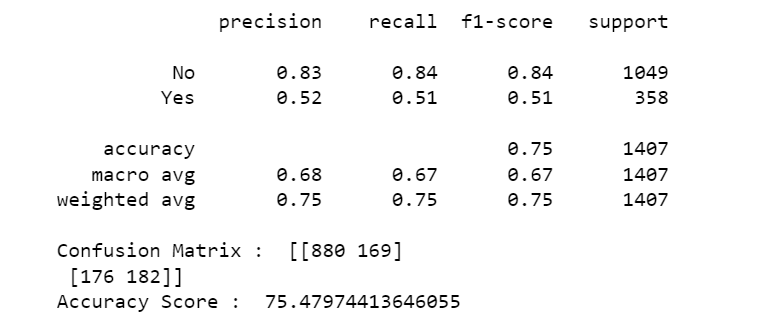 precision recall f1-score support
No 0.83 0.84 0.84 1049
Yes 0.52 0.51 0.51 358
accuracy 0.75 1407
macro avg 0.68 0.67 0.67 1407
weighted avg 0.75 0.75 0.75 1407
Confusion Matrix : [[880 169]
[176 182]]
Accuracy Score : 75.47974413646055